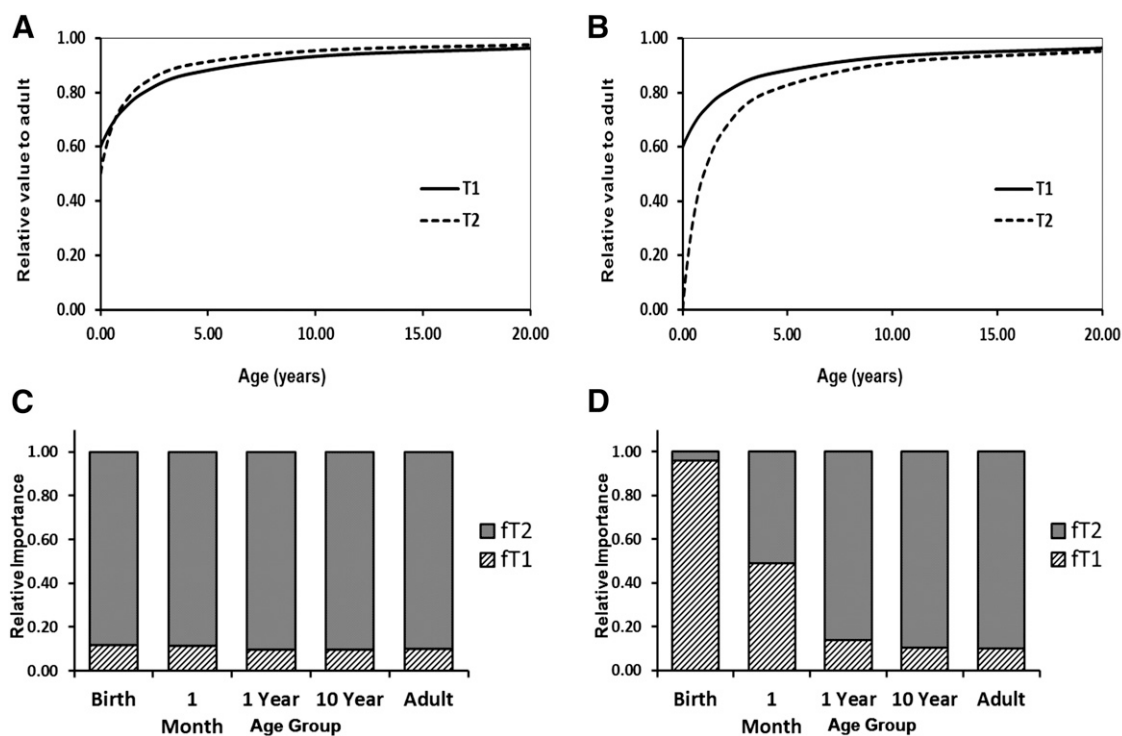 A
Relative value to adult
1.00
0.80
0.60
0.40
0.20
0.00
T1
T2
0.00 5.00 10.00 15.00 20.00
Age (years)
B
Relative value to adult
1.00
0.80
0.60
0.40
0.20
0.00
T1
T2
0.00 5.00 10.00 15.00 20.00
Age (years)
C
Relative Importance
1.00
0.80
0.60
0.40
0.20
0.00
fT2
fT1
Birth 1 1 Year 10 Year Adult
Month Age Group
D
Relative Importance
1.00
0.80
0.60
0.40
0.20
0.00
fT2
fT1
Birth 1 1 Year 10 Year Adult
Month Age Group